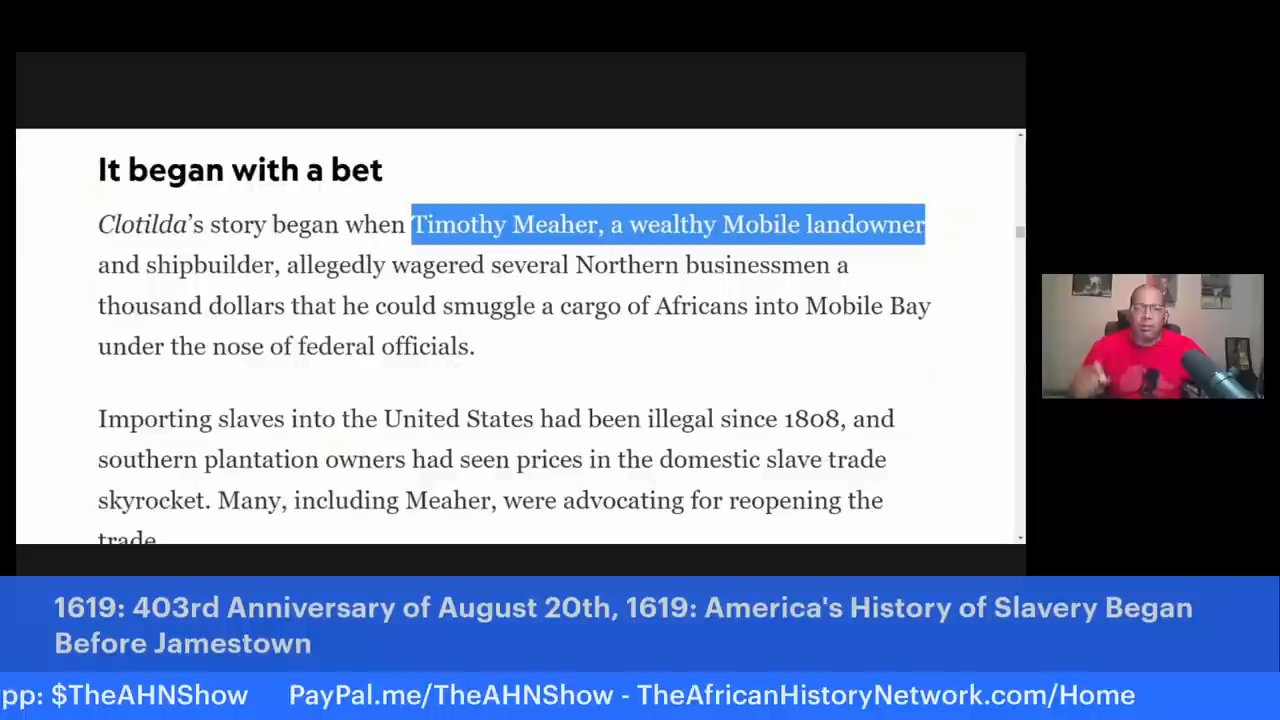 It began with a bet
Clotilda’s story began when Timothy Meaher, a wealthy Mobile landowner
and shipbuilder, allegedly wagered several Northern businessmen a
thousand dollars that he could smuggle a cargo of Africans into Mobile Bay
under the nose of federal officials.
Importing slaves into the United States had been illegal since 1808, and
southern plantation owners had seen prices in the domestic slave trade
skyrocket. Many, including Meaher, were advocating for reopening the
trade.
1619: 403rd Anniversary of August 20th, 1619: America's History of Slavery Began
Before Jamestown
pp: $TheAHNShow PayPal.me/TheAHNShow - TheAfricanHistoryNetwork.com/Home